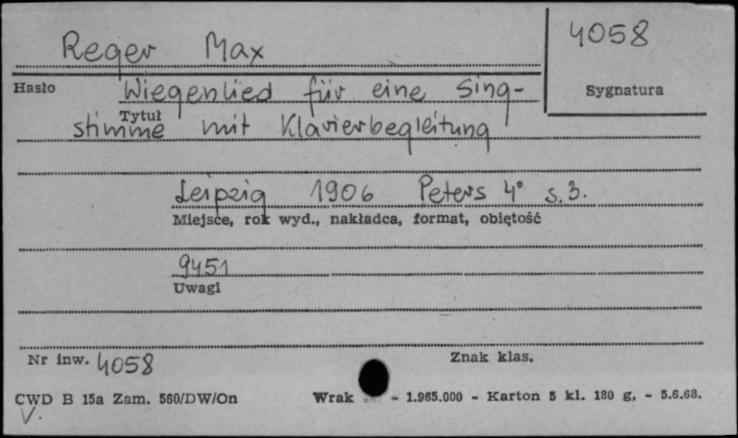 Reger Max
4058
Hasło
Sygnatura
Wiegenlied für eine Sing-
Tytuł
stimme mit Klavierbegleitung
Leipzig 1906 Peters 4° s. 3.
Miejsce, rok wyd., nakładca, format, objętość
9451
Uwagi
Nr inw. 4058
Znak klas.
CWD B 15a Zam. 560/DW/On
Wrak - 1.965.000 - Karton 5 kl. 180 g. - 5.6.68.
V.